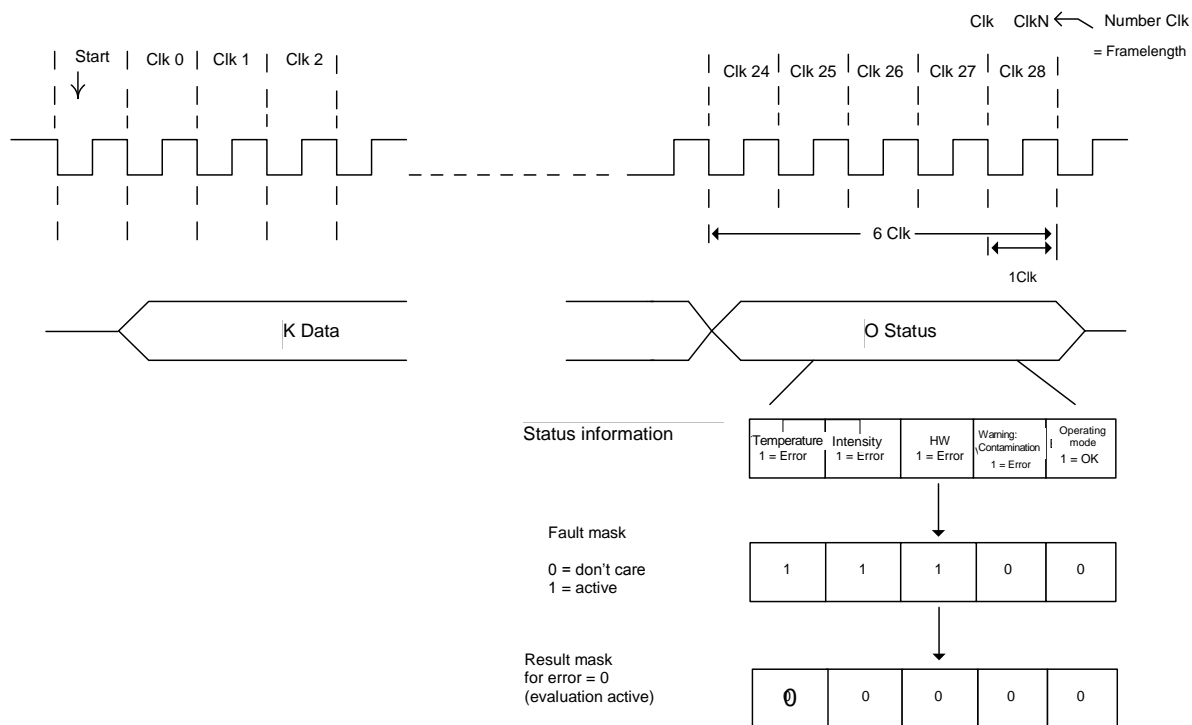 Clk ClkN Number Clk
= Framelength
Start Clk 0 Clk 1 Clk 2
Clk 24 Clk 25 Clk 26 Clk 27 Clk 28
6 Clk
1Clk
K Data
O Status
Status information
Temperature
1 = Error
Intensity
1 = Error
HW
1 = Error
Warning:
Contamination
1 = Error
Operating
mode
1 = OK
Fault mask
0 = don't care
1 = active
1 1 1 0 0
Result mask
for error = 0
(evaluation active)
0 0 0 0 0